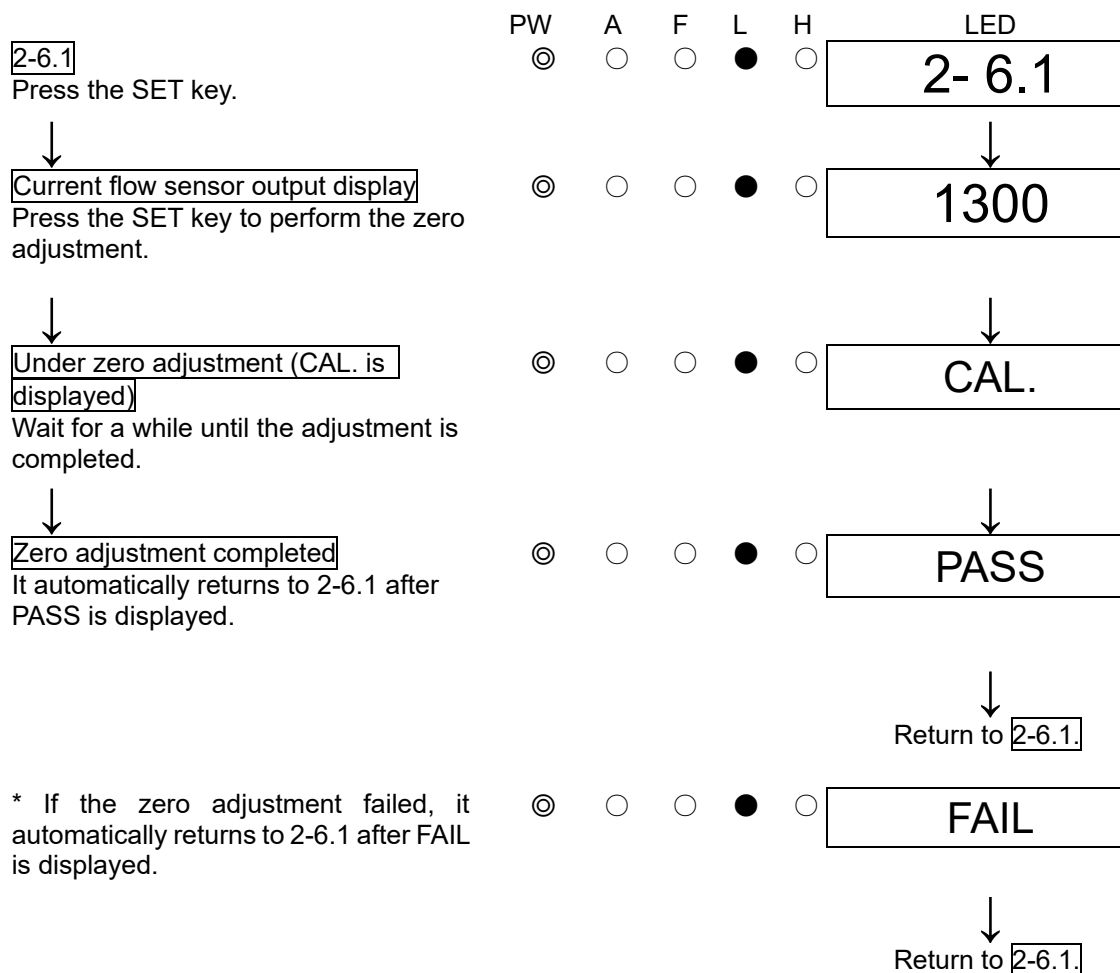 PW A F L H LED
2-6.1 ◎ ○ ○ ● ○ 2- 6.1
Press the SET key.
↓ ↓
Current flow sensor output display ◎ ○ ○ ● ○ 1300
Press the SET key to perform the zero
adjustment.
↓ ↓
Under zero adjustment (CAL. is ◎ ○ ○ ● ○ CAL.
displayed)
Wait for a while until the adjustment is
completed.
↓ ↓
Zero adjustment completed ◎ ○ ○ ● ○ PASS
It automatically returns to 2-6.1 after
PASS is displayed.
↓
Return to 2-6.1.
* If the zero adjustment failed, it ◎ ○ ○ ● ○ FAIL
automatically returns to 2-6.1 after FAIL
is displayed.
↓
Return to 2-6.1.